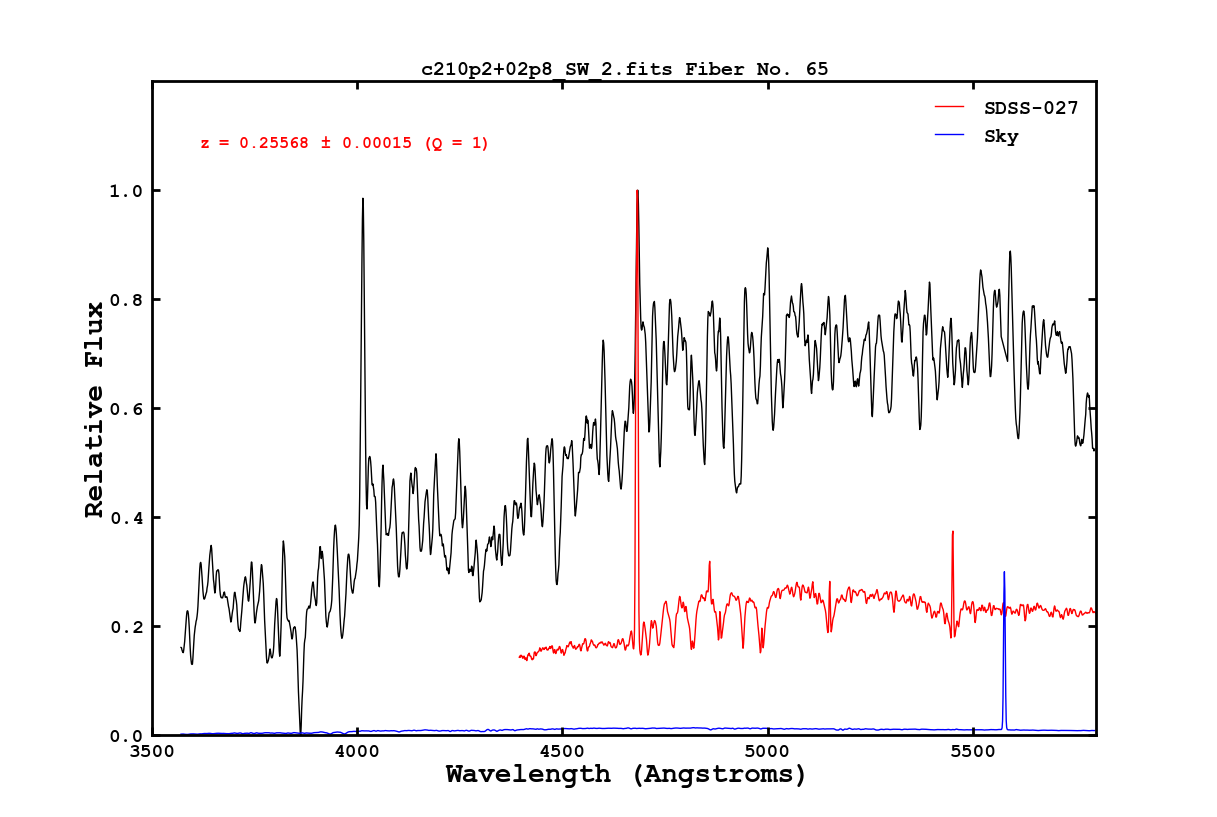 c210p2+02p8_SW_2.fits Fiber No. 65
SDSS-027
Sky
z = 0.25568 ± 0.00015 (Q = 1)
1.0
0.8
0.6
0.4
0.2
0.0
Relative Flux
3500 4000 4500 5000 5500
Wavelength (Angstroms)